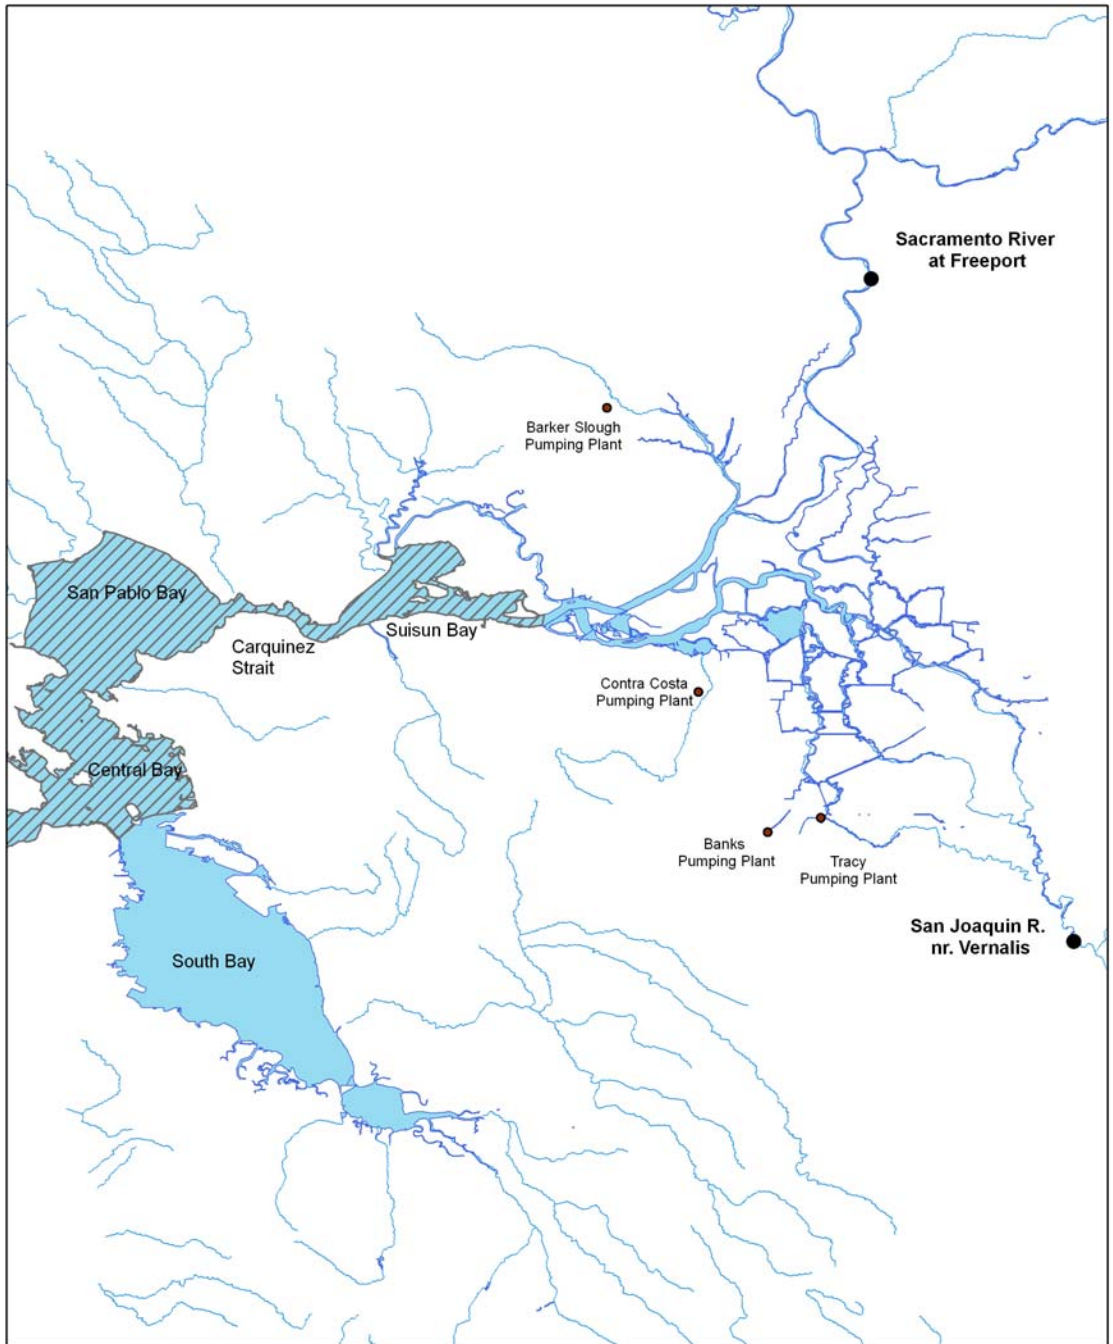 Sacramento River
at Freeport
Barker Slough
Pumping Plant
San Pablo Bay
Carquinez
Strait
Suisun Bay
Contra Costa
Pumping Plant
Central Bay
Banks
Pumping Plant
Tracy
Pumping Plant
San Joaquin R.
nr. Vernalis
South Bay